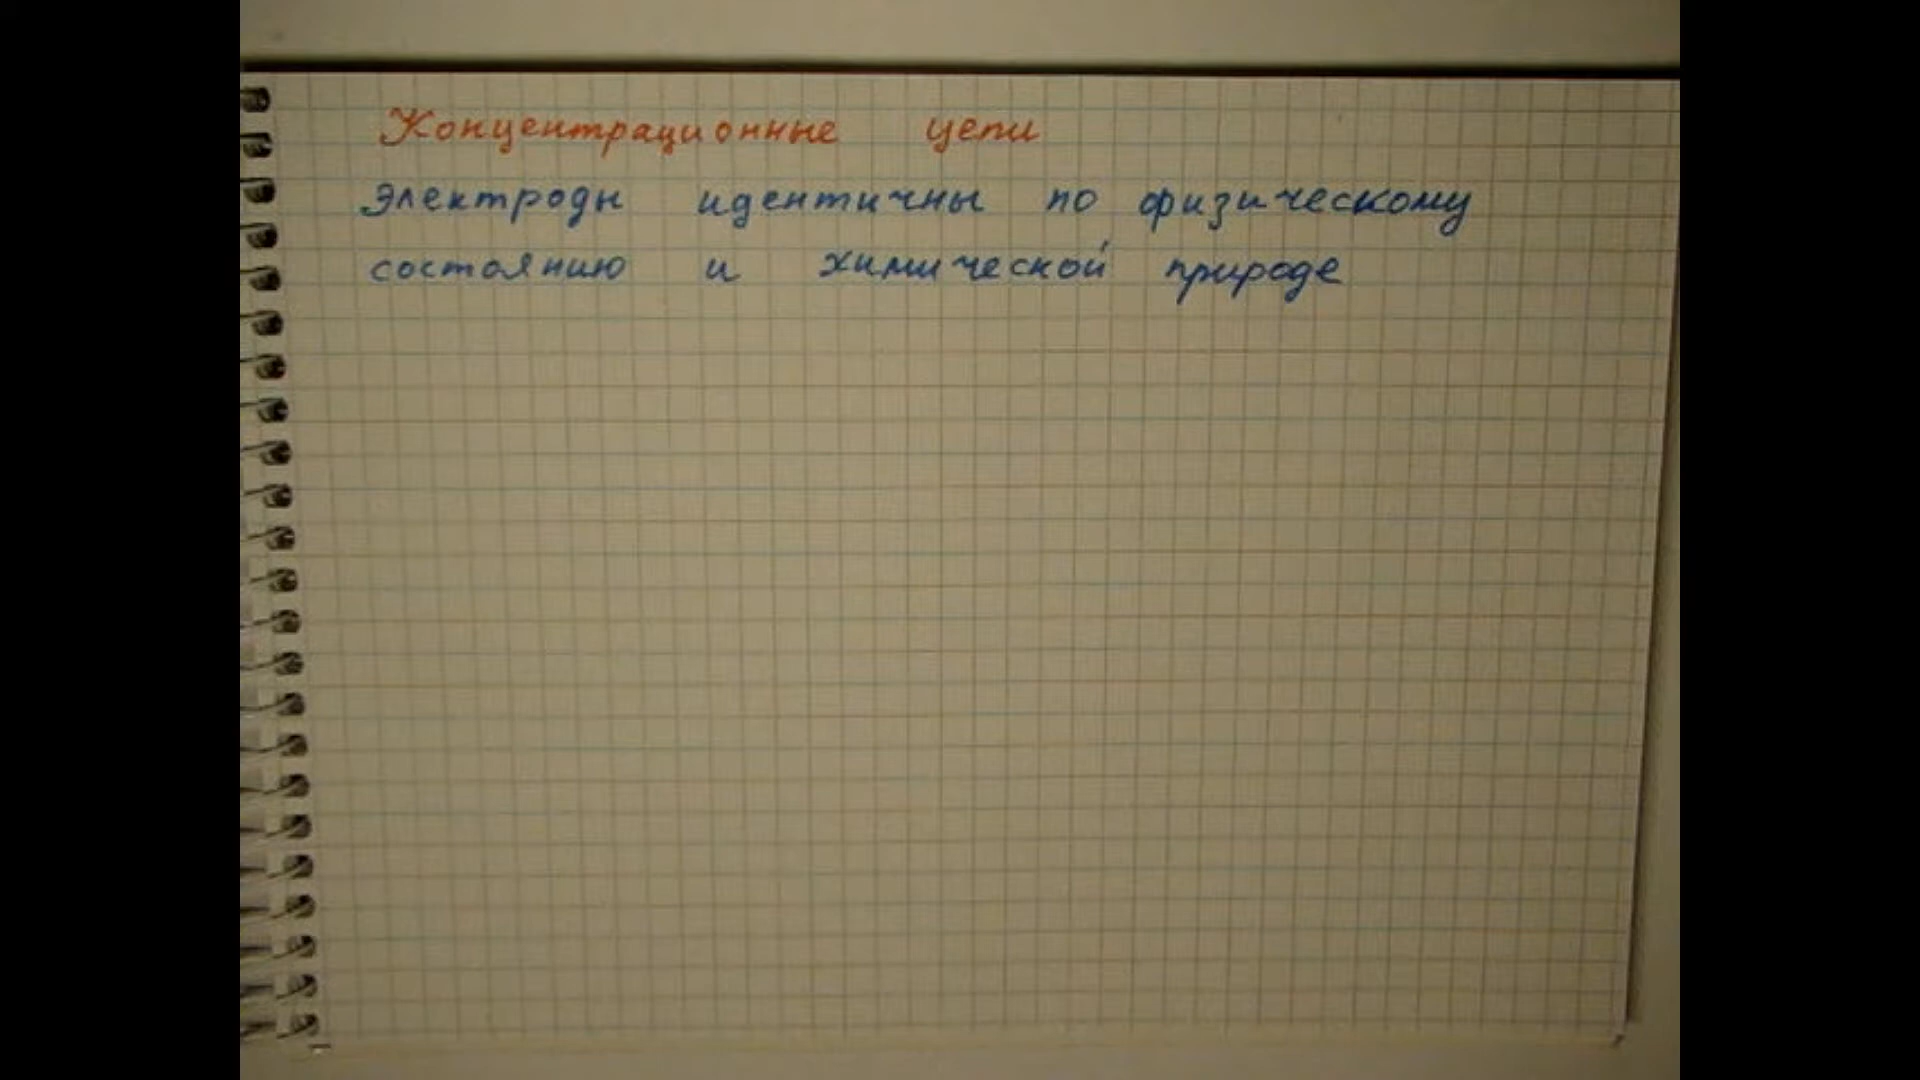 Концентрационные цепи
Электроды идентичны по физическому
состоянию и химической природе